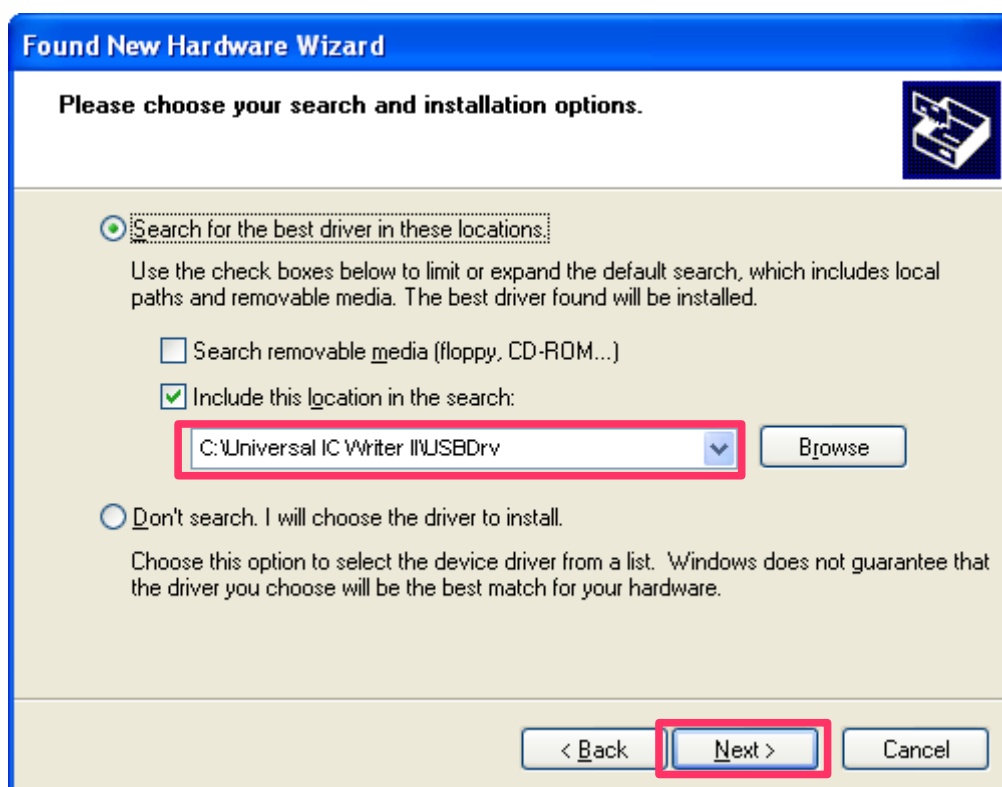 Found New Hardware Wizard
Please choose your search and installation options.
Search for the best driver in these locations.
Use the check boxes below to limit or expand the default search, which includes local
paths and removable media. The best driver found will be installed.
Search removable media (floppy, CD-ROM...)
Include this location in the search:
C:\Universal IC Writer II\USBDrv
Browse
Don't search. I will choose the driver to install.
Choose this option to select the device driver from a list. Windows does not guarantee that
the driver you choose will be the best match for your hardware.
< Back
Next >
Cancel